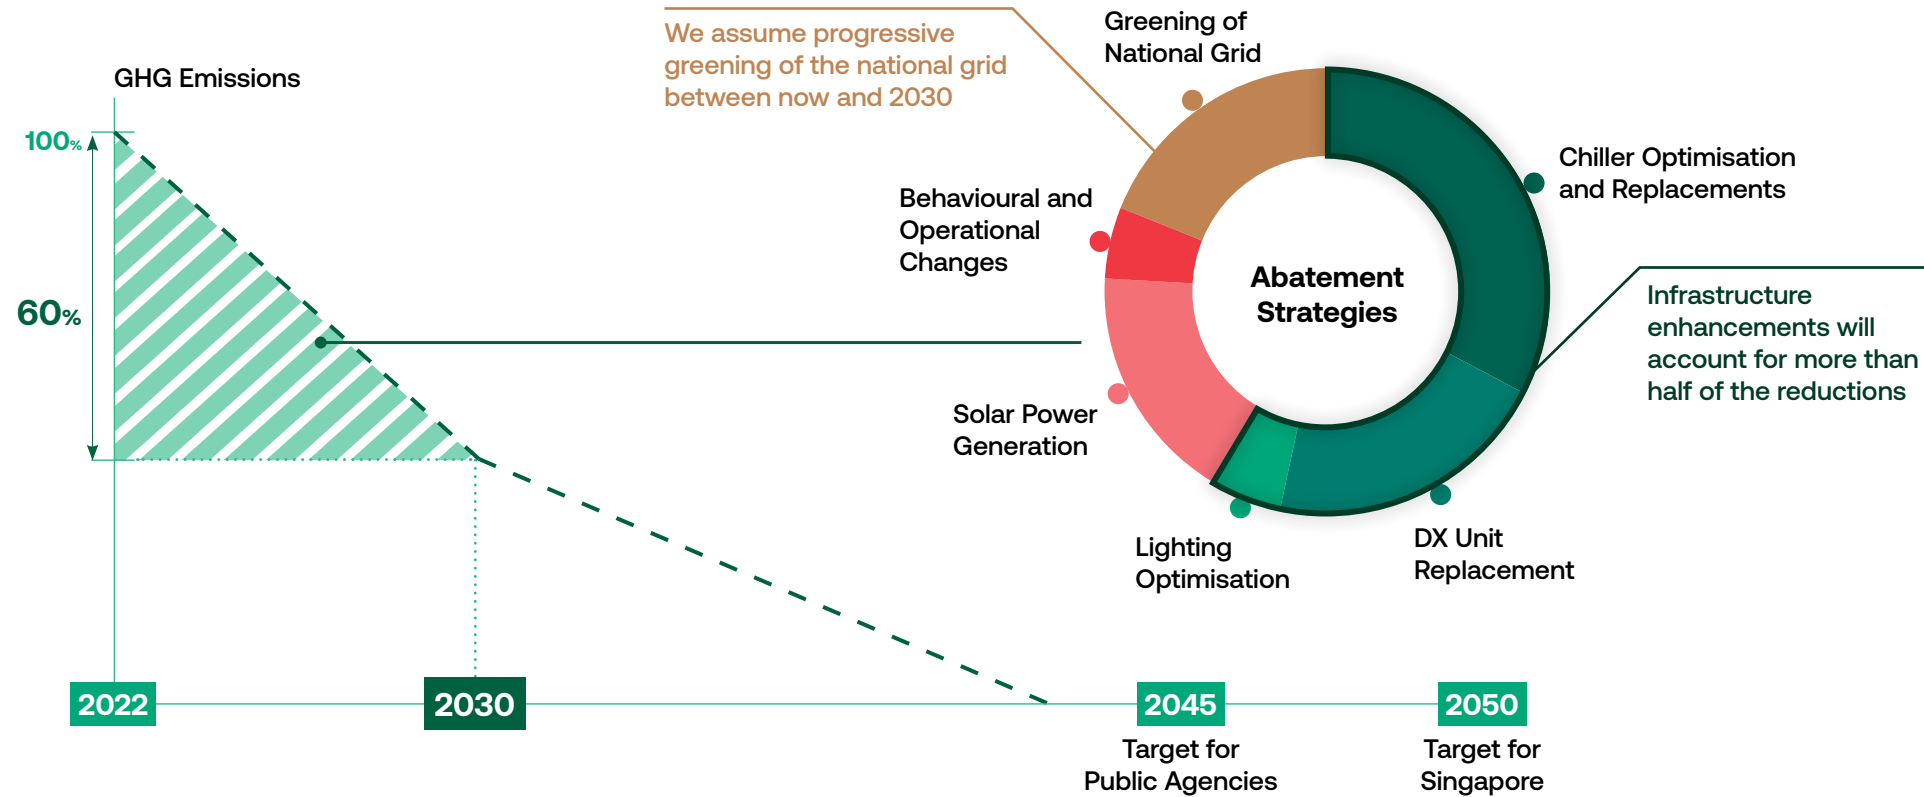 GHG Emissions
100%
60%
We assume progressive
greening of the national grid
between now and 2030
Greening of
National Grid
Chiller Optimisation
and Replacements
Behavioural and
Operational
Changes
Abatement
Strategies
Infrastructure
enhancements will
account for more than
half of the reductions
Solar Power
Generation
Lighting
Optimisation
DX Unit
Replacement
2022
2030
2045
2050
Target for
Public Agencies
Target for
Singapore